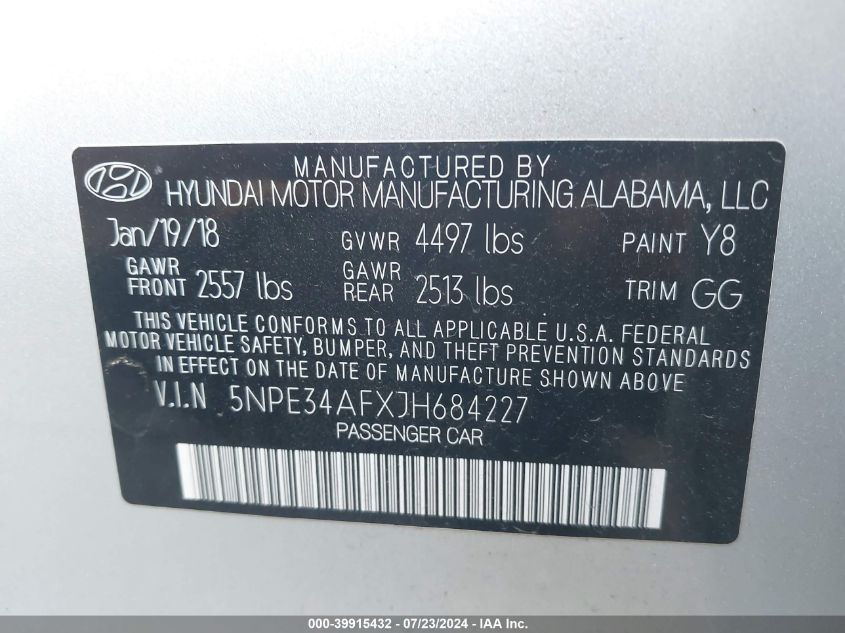 MANUFACTURED BY
HYUNDAI MOTOR MANUFACTURING ALABAMA, LLC
Jan/19/18 GVWR 4497 lbs PAINT Y8
GAWR FRONT 2557 lbs GAWR REAR 2513 lbs TRIM GG
THIS VEHICLE CONFORMS TO ALL APPLICABLE U.S.A. FEDERAL
MOTOR VEHICLE SAFETY, BUMPER, AND THEFT PREVENTION STANDARDS
IN EFFECT ON THE DATE OF MANUFACTURE SHOWN ABOVE.
V.I.N 5NPE34AFXJH684227
PASSENGER CAR
000-39915432 - 07/23/2024 - IAA Inc.